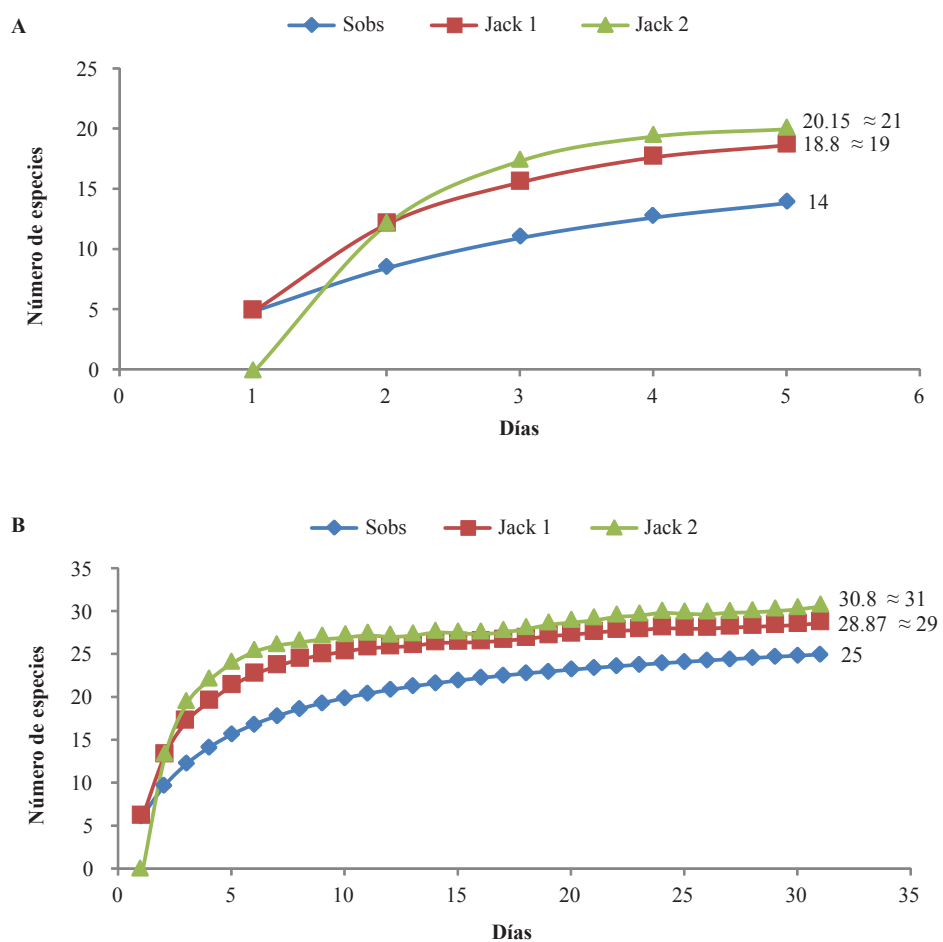 A
Sobs Jack 1 Jack 2
Número de especies
25
20
15
10
5
0
20.15 ≈ 21
18.8 ≈ 19
14
0 1 2 3 4 5 6
Días
B
Sobs Jack 1 Jack 2
Número de especies
35
30
25
20
15
10
5
0
30.8 ≈ 31
28.87 ≈ 29
25
0 5 10 15 20 25 30 35
Días